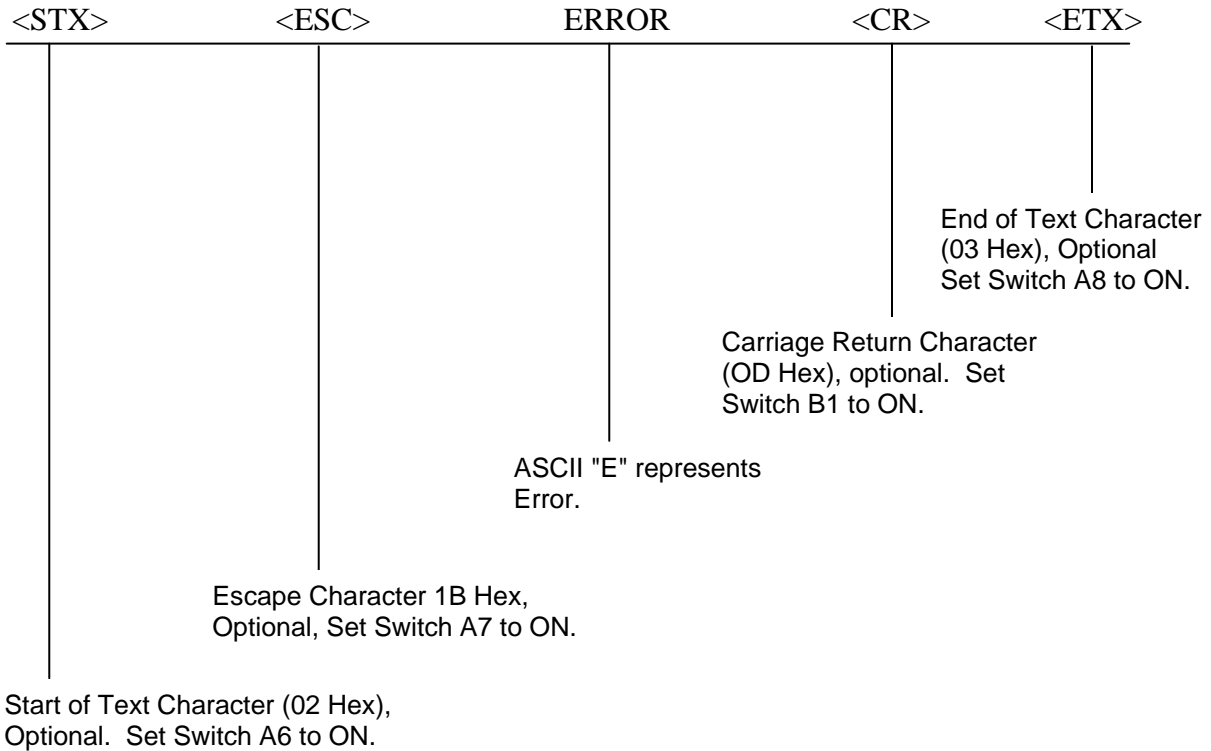 <STX> <ESC> ERROR <CR> <ETX>
End of Text Character
(03 Hex), Optional
Set Switch A8 to ON.
Carriage Return Character
(OD Hex), optional. Set
Switch B1 to ON.
ASCII "E" represents
Error.
Escape Character 1B Hex,
Optional, Set Switch A7 to ON.
Start of Text Character (02 Hex),
Optional. Set Switch A6 to ON.